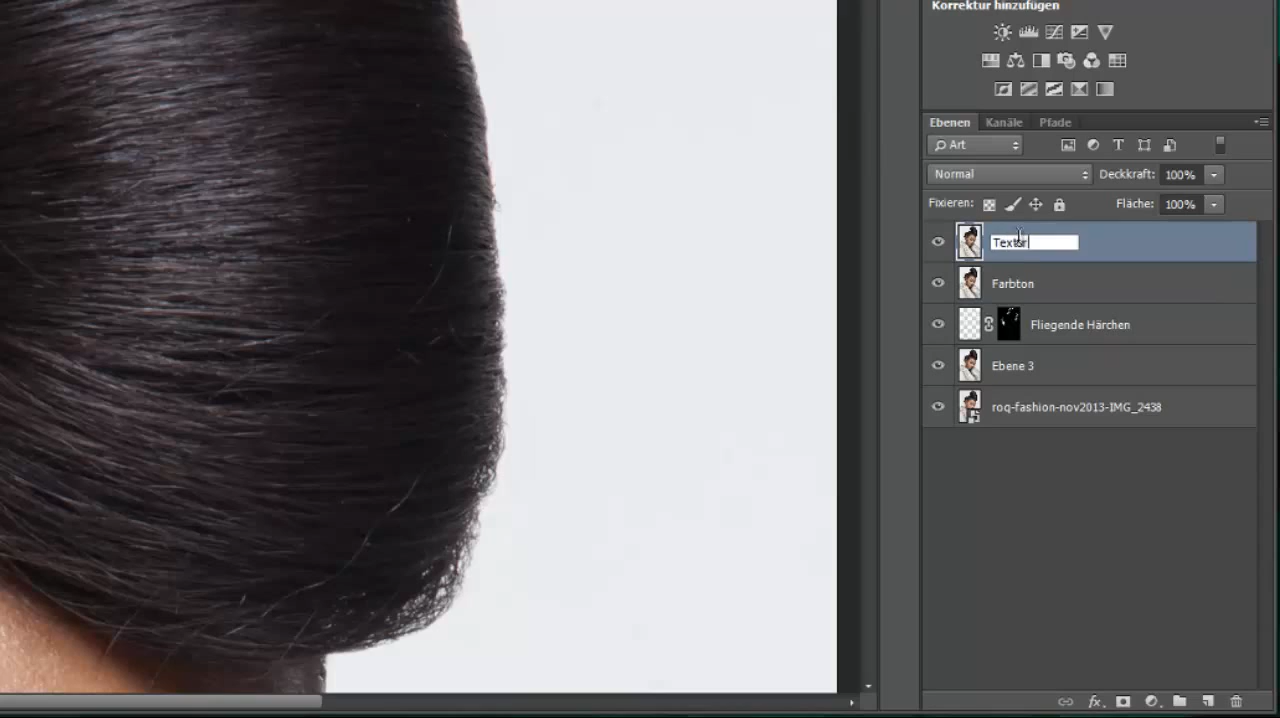 Korrektur hinzufügen
Ebenen Kanäle Pfade
Art
Normal Deckkraft: 100%
Fixieren: Fläche: 100%
Textur
Farbton
Fliegende Härchen
Ebene 3
roq-fashion-nov2013-IMG_2438